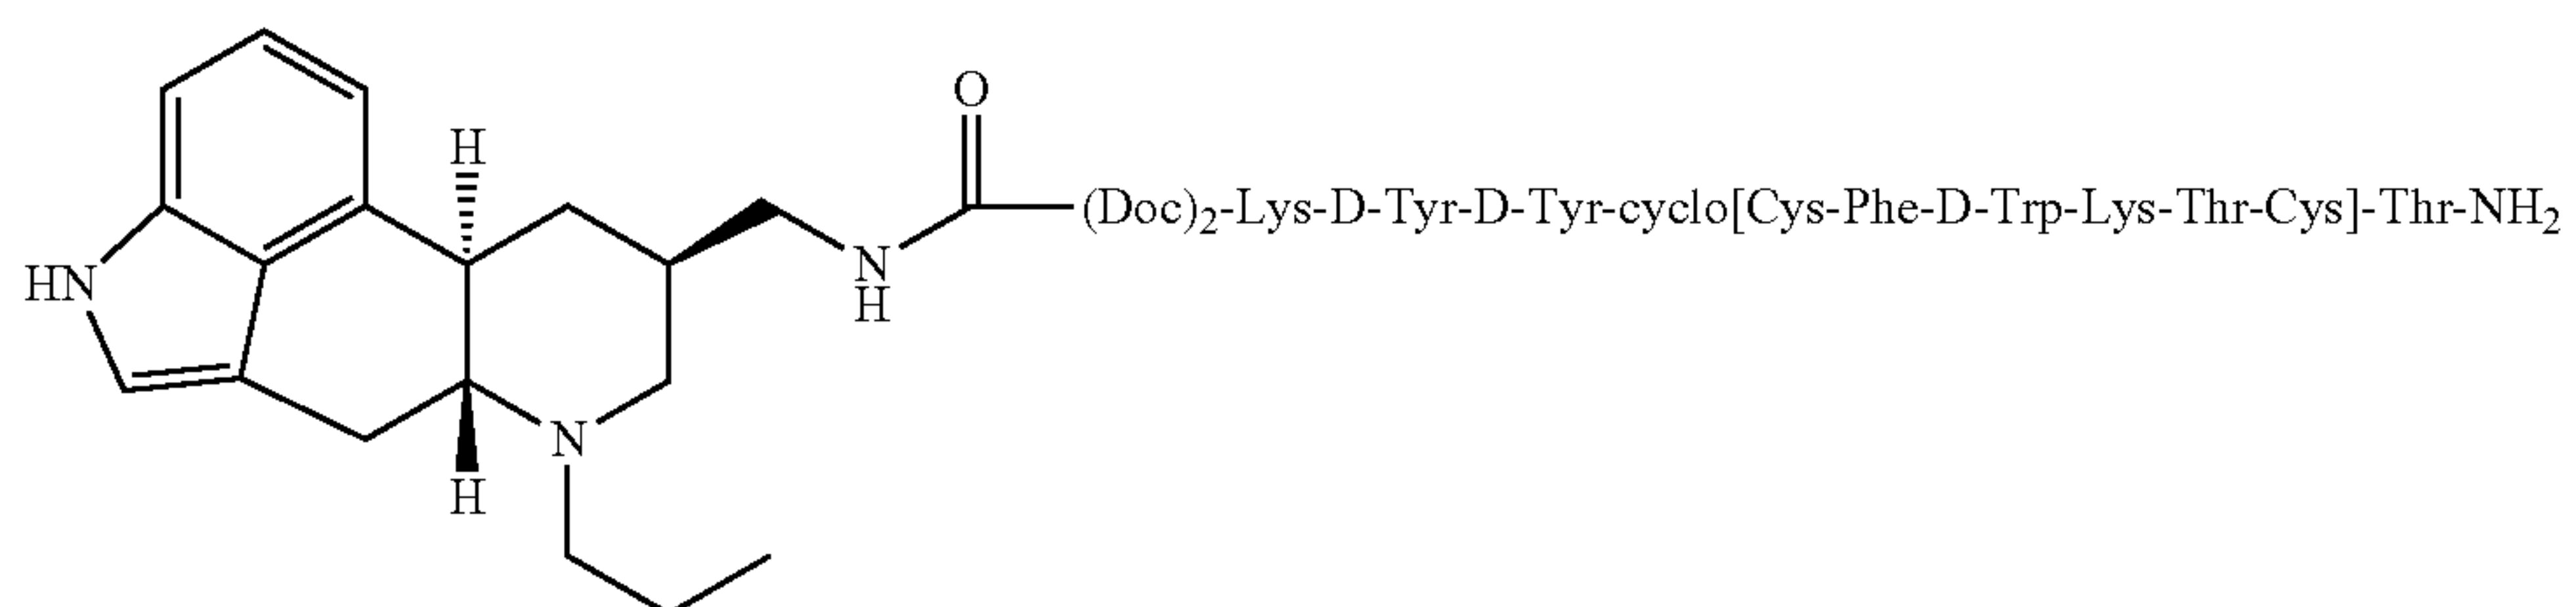 O
H
(Doc)2-Lys-D-Tyr-D-Tyr-cyclo[Cys-Phe-D-Trp-Lys-Thr-Cys]-Thr-NH2
N
H
HN
N
H